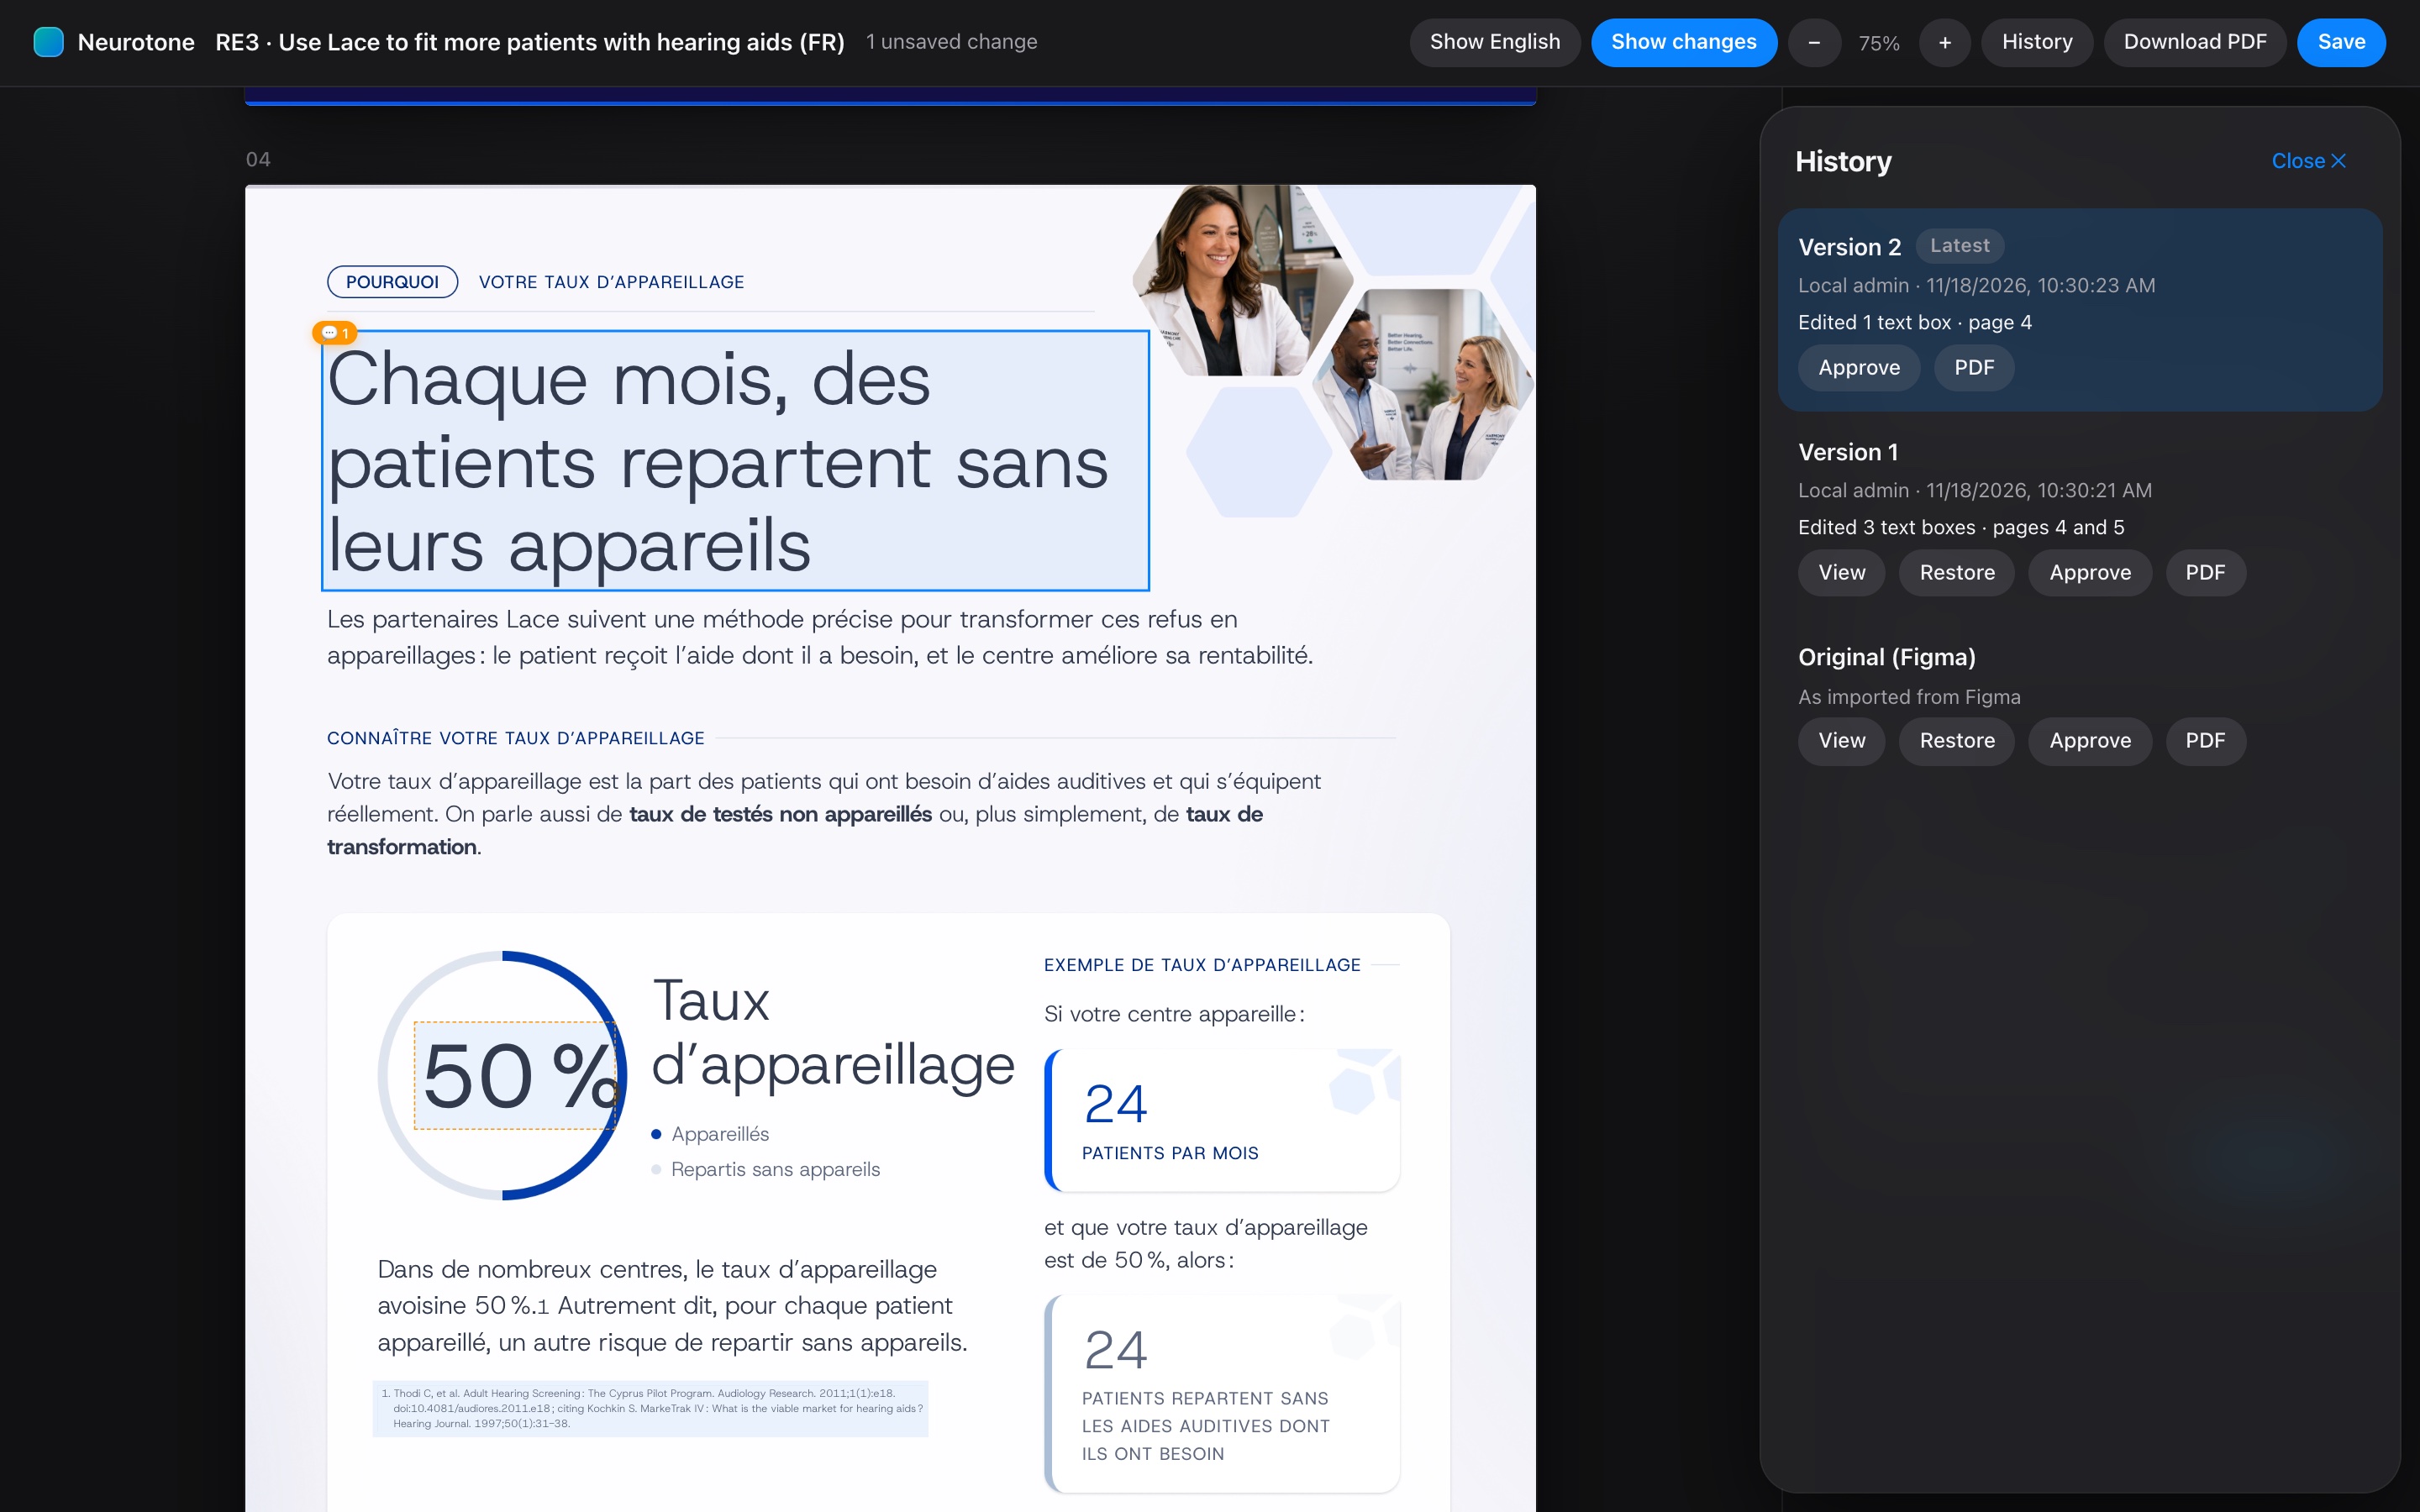 Neurotone RE3 · Use Lace to fit more patients with hearing aids (FR) 1 unsaved change Show English Show changes − 75% + History Download PDF Save
04
POURQUOI VOTRE TAUX D’APPAREILLAGE
1
Chaque mois, des
patients repartent sans
leurs appareils
Better Hearing.
Better Connections.
Better Life.
Les partenaires Lace suivent une méthode précise pour transformer ces refus en
appareillages : le patient reçoit l’aide dont il a besoin, et le centre améliore sa rentabilité.
CONNAÎTRE VOTRE TAUX D’APPAREILLAGE
Votre taux d’appareillage est la part des patients qui ont besoin d’aides auditives et qui s’équipent
réellement. On parle aussi de taux de testés non appareillés ou, plus simplement, de taux de
transformation.
50 %
Taux
d’appareillage
Appareillés
Repartis sans appareils
Dans de nombreux centres, le taux d’appareillage
avoisine 50 %.1 Autrement dit, pour chaque patient
appareillé, un autre risque de repartir sans appareils.
1. Thodi C, et al. Adult Hearing Screening : The Cyprus Pilot Program. Audiology Research. 2011;1(1):e18.
doi:10.4081/audiores.2011.e18 ; citing Kochkin S. MarkeTrak IV : What is the viable market for hearing aids ?
Hearing Journal. 1997;50(1):31-38.
EXEMPLE DE TAUX D’APPAREILLAGE
Si votre centre appareille :
24
PATIENTS PAR MOIS
et que votre taux d’appareillage
est de 50 %, alors :
24
PATIENTS REPARTENT SANS
LES AIDES AUDITIVES DONT
ILS ONT BESOIN
History Close
Version 2 Latest
Local admin · 11/18/2026, 10:30:23 AM
Edited 1 text box · page 4
Approve PDF
Version 1
Local admin · 11/18/2026, 10:30:21 AM
Edited 3 text boxes · pages 4 and 5
View Restore Approve PDF
Original (Figma)
As imported from Figma
View Restore Approve PDF